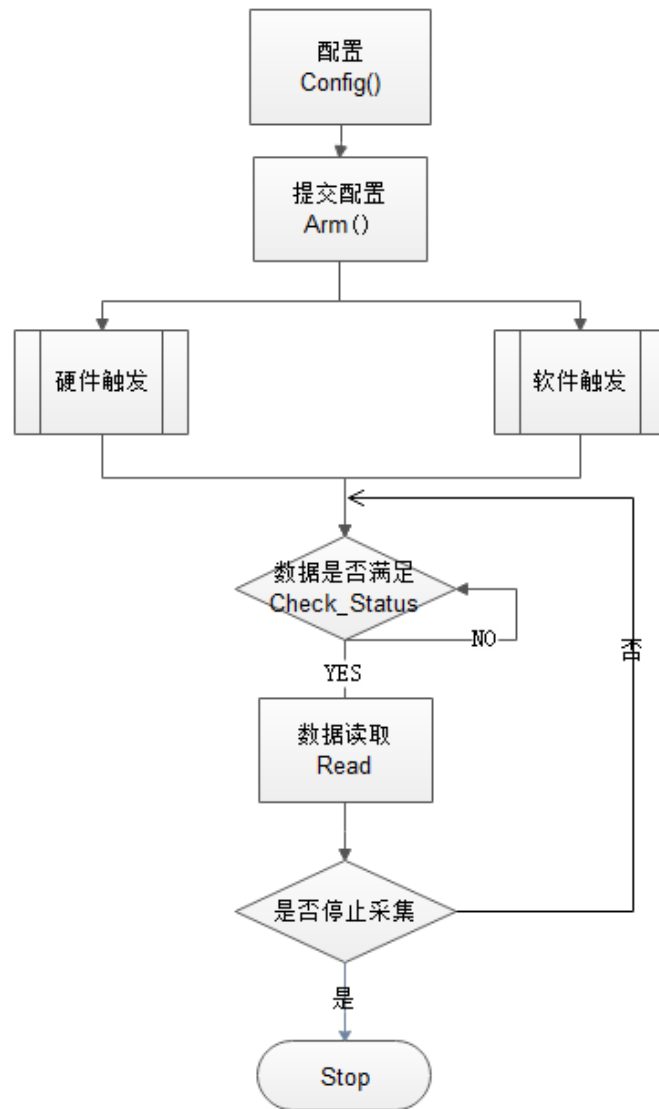 配置
Config()
提交配置
Arm()
硬件触发
软件触发
数据是否满足
Check_Status
NO
否
YES
数据读取
Read
是否停止采集
是
Stop